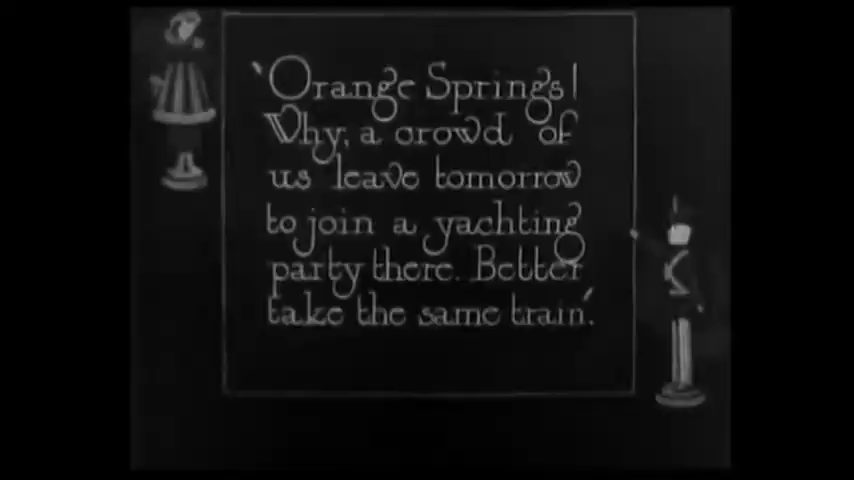 'Orange Springs!
Why, a crowd of
us leave tomorrow
to join a yachting
party there. Better
take the same train'.